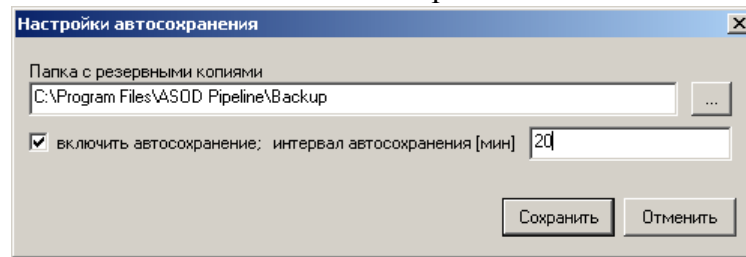 Настройки автосохранения
Папка с резервными копиями
C:\Program Files\ASOD Pipeline\Backup
...
включить автосохранение; интервал автосохранения [мин] 20
Сохранить Отменить